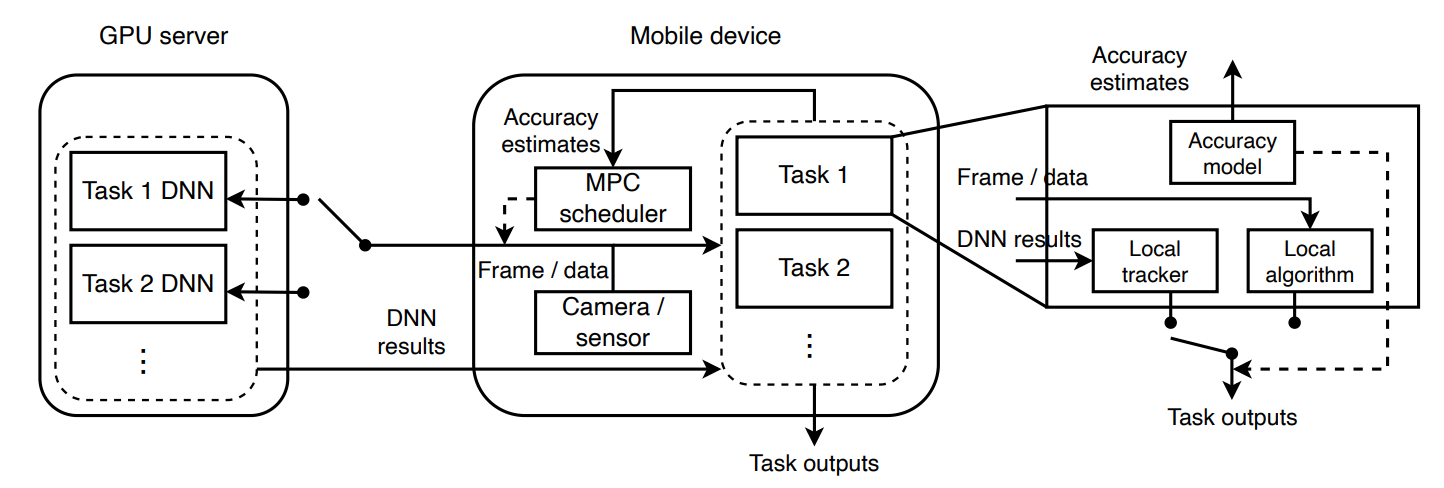 GPU server
Task 1 DNN
Task 2 DNN
⋮
DNN
results
Mobile device
Accuracy
estimates
MPC
scheduler
Frame / data
Camera /
sensor
Task 1
Task 2
⋮
Task outputs
Accuracy
estimates
Accuracy
model
Frame / data
DNN results
Local
tracker
Local
algorithm
Task outputs